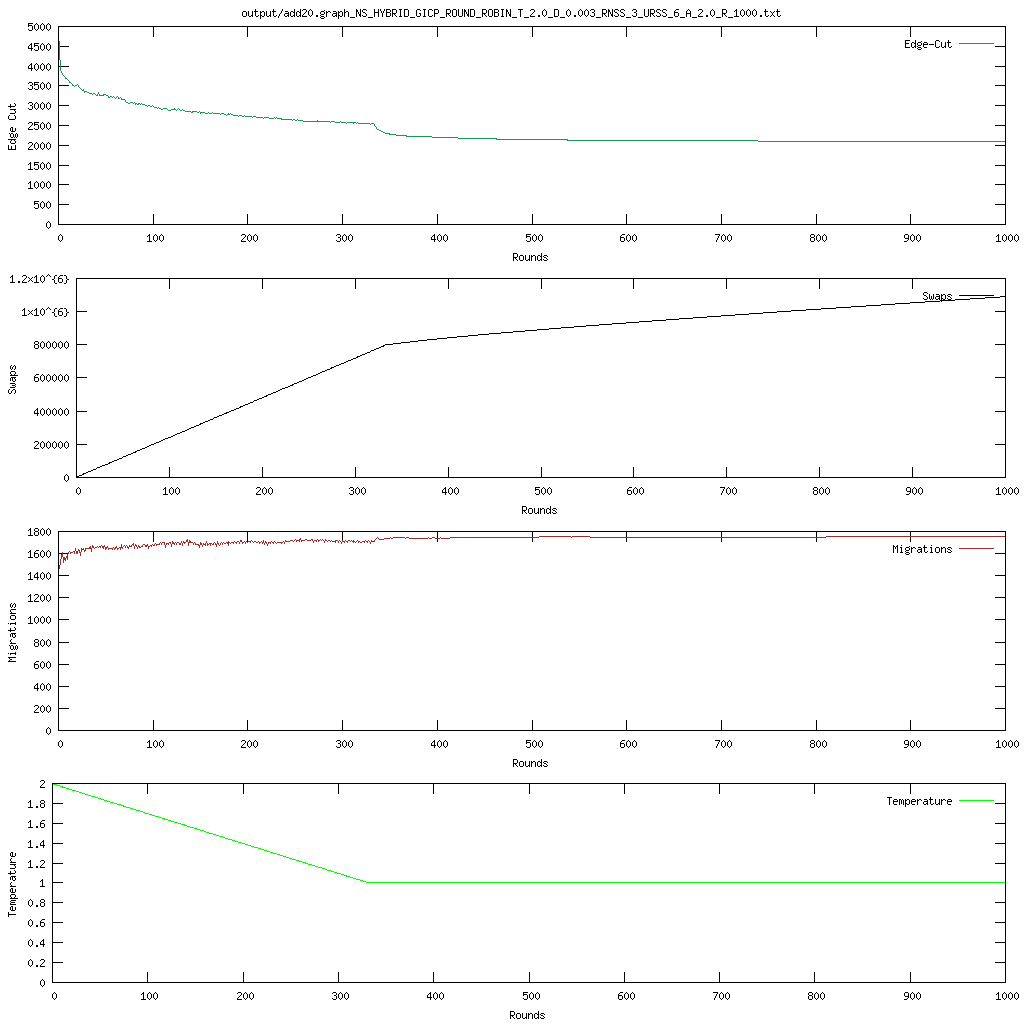 output/add20.graph_NS_HYBRID_GICP_ROUND_ROBIN_T_2.0_D_0.003_RNSS_3_URSS_6_A_2.0_R_1000.txt
Edge Cut
5000
4500
4000
3500
3000
2500
2000
1500
1000
500
0
Edge-Cut
0 100 200 300 400 500 600 700 800 900 1000
Rounds
Swaps
1.2×10^{6}
1×10^{6}
800000
600000
400000
200000
0
Swaps
0 100 200 300 400 500 600 700 800 900 1000
Rounds
Migrations
1800
1600
1400
1200
1000
800
600
400
200
0
Migrations
0 100 200 300 400 500 600 700 800 900 1000
Rounds
Temperature
2
1.8
1.6
1.4
1.2
1
0.8
0.6
0.4
0.2
0
Temperature
0 100 200 300 400 500 600 700 800 900 1000
Rounds